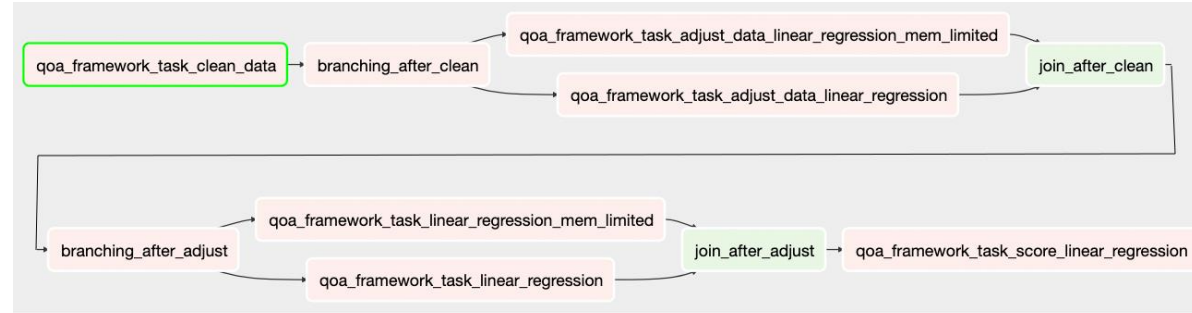 qoa_framework_task_clean_data
branching_after_clean
qoa_framework_task_adjust_data_linear_regression_mem_limited
qoa_framework_task_adjust_data_linear_regression
join_after_clean
branching_after_adjust
qoa_framework_task_linear_regression_mem_limited
qoa_framework_task_linear_regression
join_after_adjust
qoa_framework_task_score_linear_regression